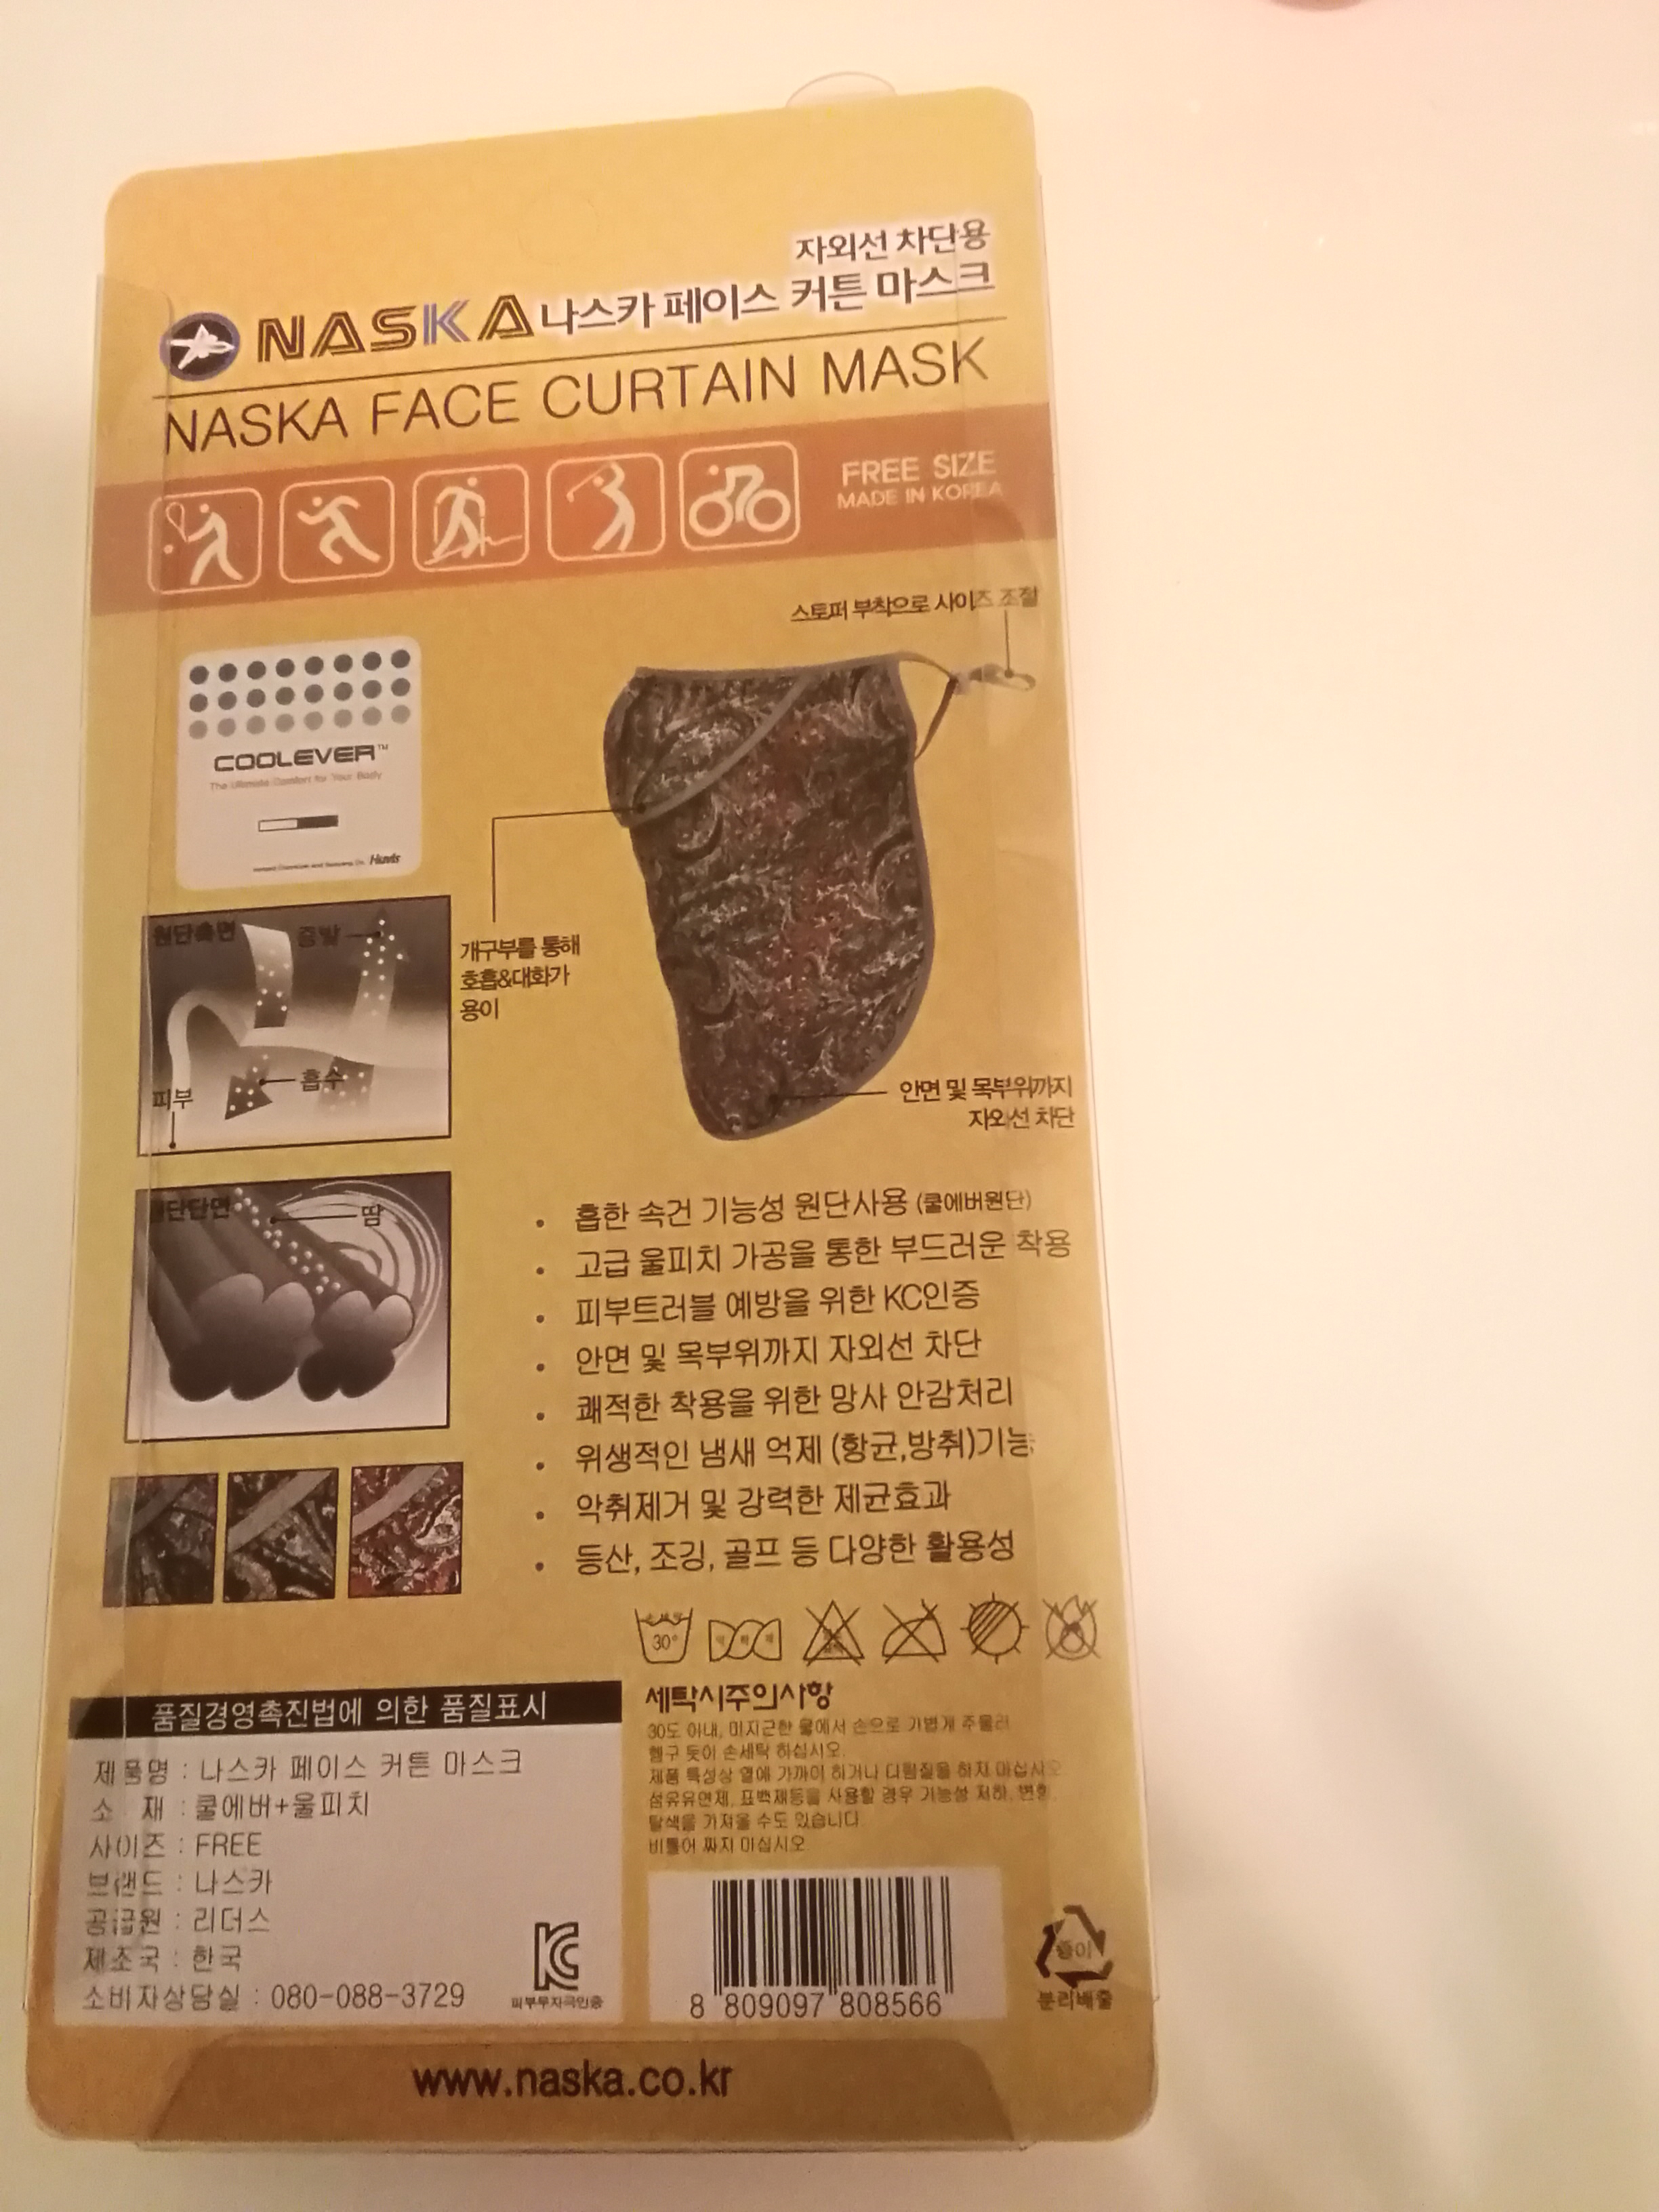 자외선 차단용
NASKA 나스카 페이스 커튼 마스크
NASKA FACE CURTAIN MASK
FREE SIZE
MADE IN KOREA
스토퍼 부착으로 사이즈 조절
COOLEVER™
The Ultimate Comfort for Your Body
Huvis
원단측면
증발
흡수
피부
개구부를 통해
호흡&대화가
용이
안면 및 목부위까지
자외선 차단
원단단면
땀
• 흡한 속건 기능성 원단사용 (쿨에버원단)
• 고급 울피치 가공을 통한 부드러운 착용
• 피부트러블 예방을 위한 KC인증
• 안면 및 목부위까지 자외선 차단
• 쾌적한 착용을 위한 망사 안감처리
• 위생적인 냄새 억제 (항균,방취)기능
• 악취제거 및 강력한 제균효과
• 등산, 조깅, 골프 등 다양한 활용성
30°
세탁시주의사항
30도 이내, 미지근한 물에서 손으로 가볍게 주물러
헹구 듯이 손세탁 하십시오.
제품 특성상 열에 가까이 하거나 다림질을 하지 마십시오
섬유유연제, 표백재등을 사용할 경우 기능성 저하, 변형,
탈색을 가져올 수도 있습니다.
비틀어 짜지 마십시오
품질경영촉진법에 의한 품질표시
제품명 : 나스카 페이스 커튼 마스크
소 재 : 쿨에버+울피치
사이즈 : FREE
브랜드 : 나스카
공급원 : 리더스
제조국 : 한국
소비자상담실 : 080-088-3729
KC
피부무자극인증
8 809097 808566
종이
분리배출
www.naska.co.kr